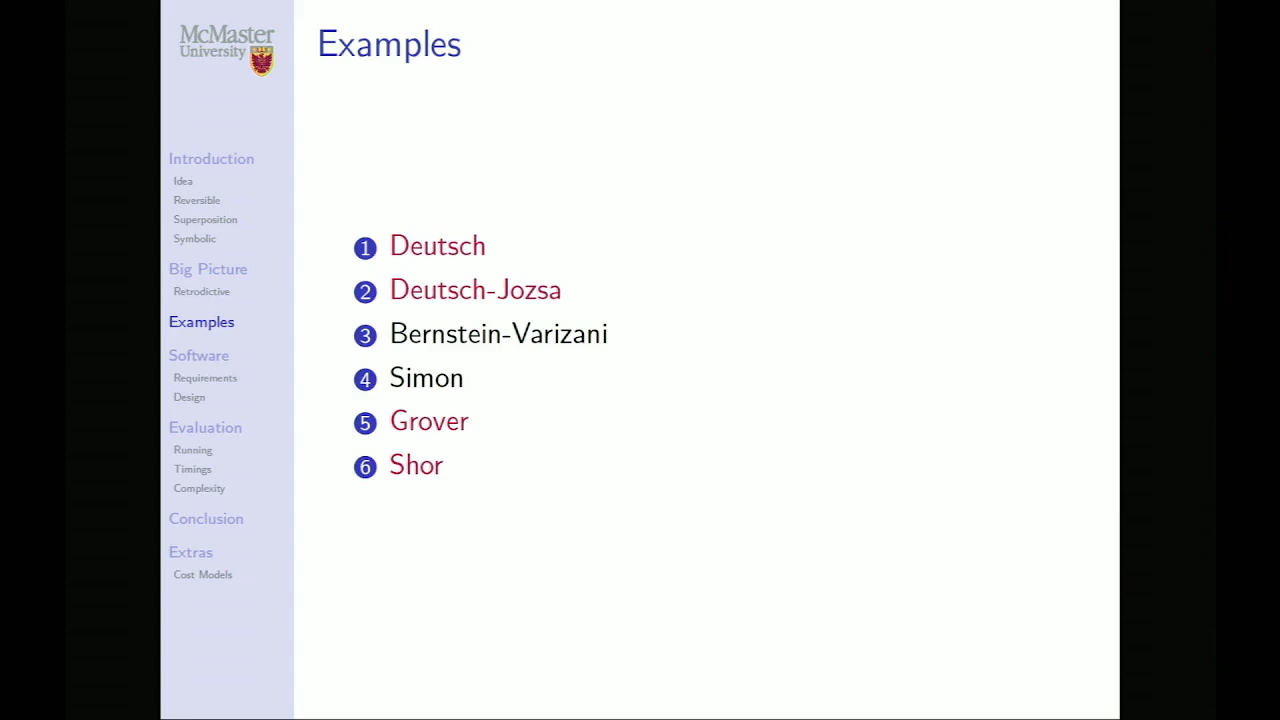 McMaster
University
Introduction
Idea
Reversible
Superposition
Symbolic
Big Picture
Retrodictive
Examples
Software
Requirements
Design
Evaluation
Running
Timings
Complexity
Conclusion
Extras
Cost Models
Examples
1 Deutsch
2 Deutsch-Jozsa
3 Bernstein-Varizani
4 Simon
5 Grover
6 Shor